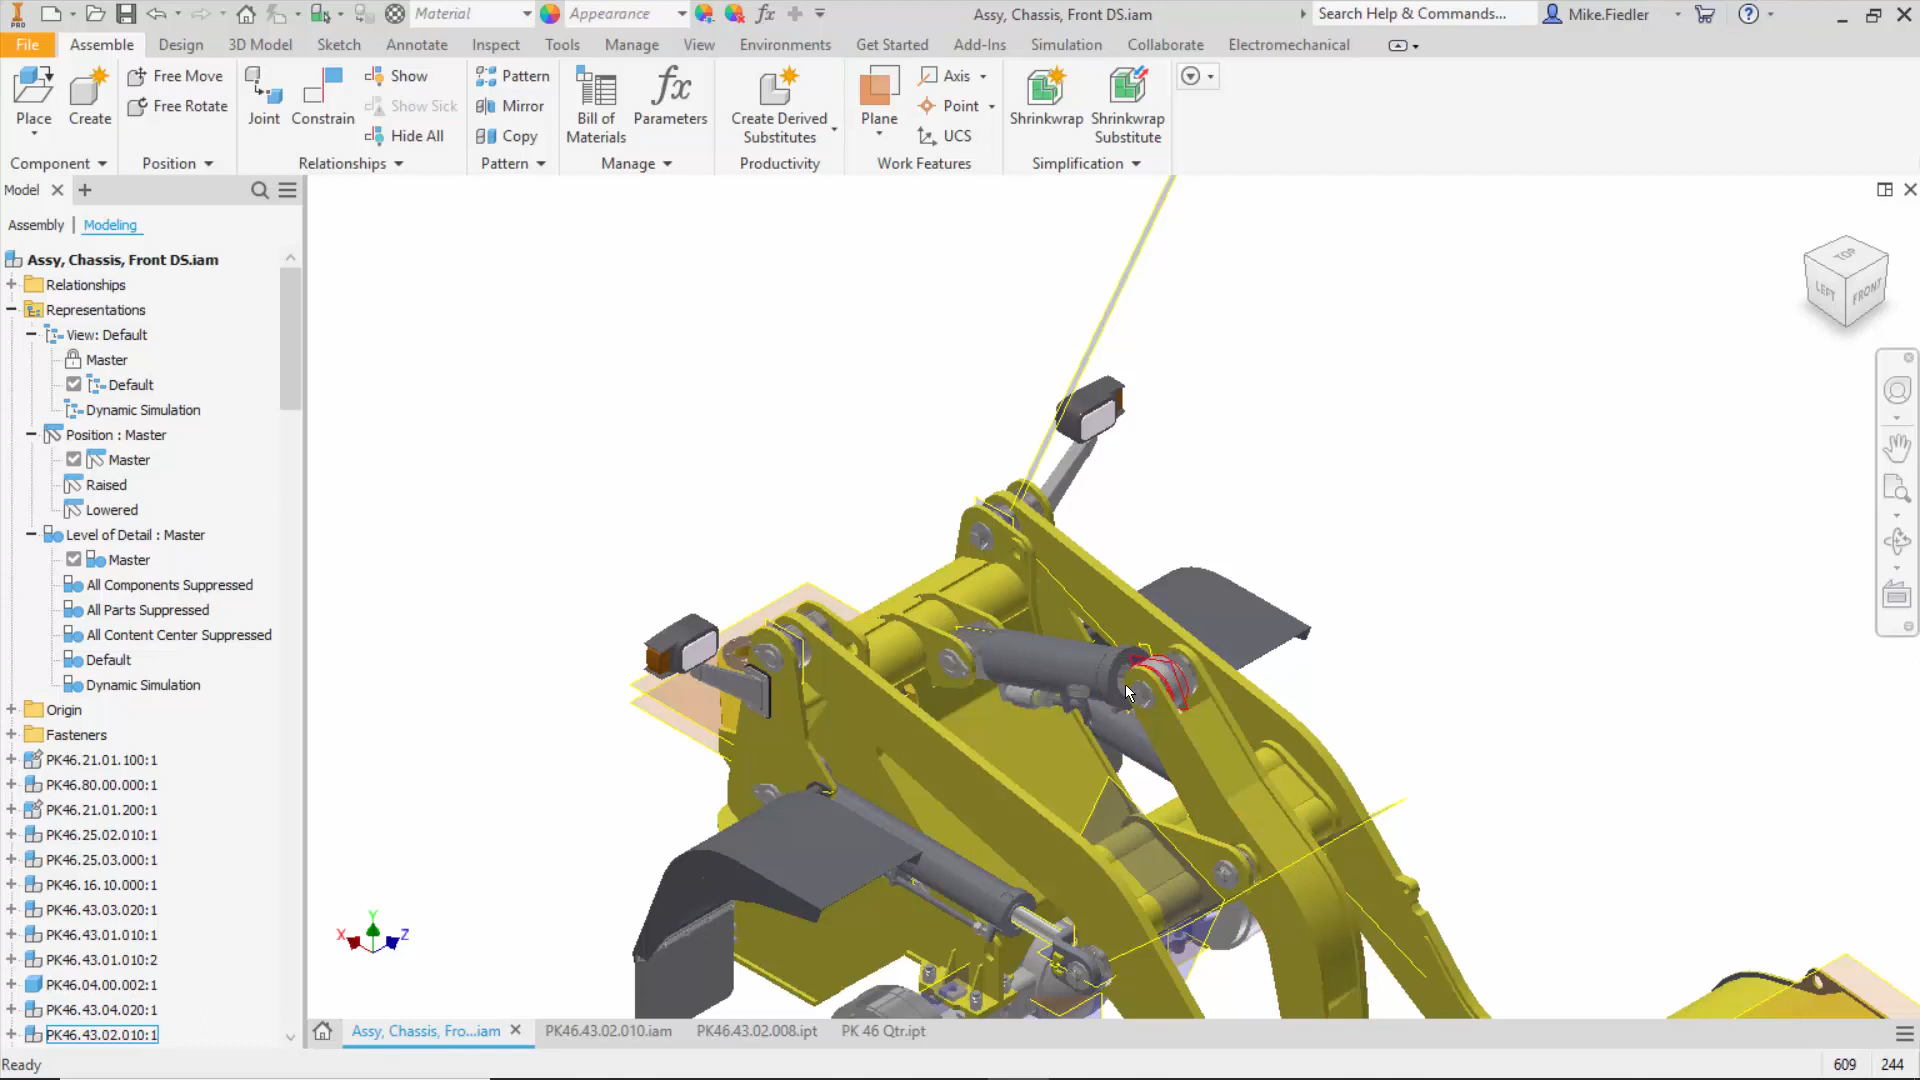 PRO
Material
Appearance
fx
Assy, Chassis, Front DS.iam
Search Help & Commands...
Mike.Fiedler
File
Assemble
Design
3D Model
Sketch
Annotate
Inspect
Tools
Manage
View
Environments
Get Started
Add-Ins
Simulation
Collaborate
Electromechanical
Place
Create
Free Move
Free Rotate
Joint
Constrain
Show
Show Sick
Hide All
Pattern
Mirror
Copy
Bill of Materials
fx
Parameters
Create Derived Substitutes
Plane
Axis
Point
UCS
Shrinkwrap
Shrinkwrap Substitute
Component
Position
Relationships
Pattern
Manage
Productivity
Work Features
Simplification
Model
Assembly | Modeling
Assy, Chassis, Front DS.iam
Relationships
Representations
View: Default
Master
Default
Dynamic Simulation
Position : Master
Master
Raised
Lowered
Level of Detail : Master
Master
All Components Suppressed
All Parts Suppressed
All Content Center Suppressed
Default
Dynamic Simulation
Origin
Fasteners
PK46.21.01.100:1
PK46.80.00.000:1
PK46.21.01.200:1
PK46.25.02.010:1
PK46.25.03.000:1
PK46.16.10.000:1
PK46.43.03.020:1
PK46.43.01.010:1
PK46.43.01.010:2
PK46.04.00.002:1
PK46.43.04.020:1
PK46.43.02.010:1
TOP
LEFT
FRONT
Y
X
Z
Assy, Chassis, Fro...iam
PK46.43.02.010.iam
PK46.43.02.008.ipt
PK 46 Qtr.ipt
Ready
609
244